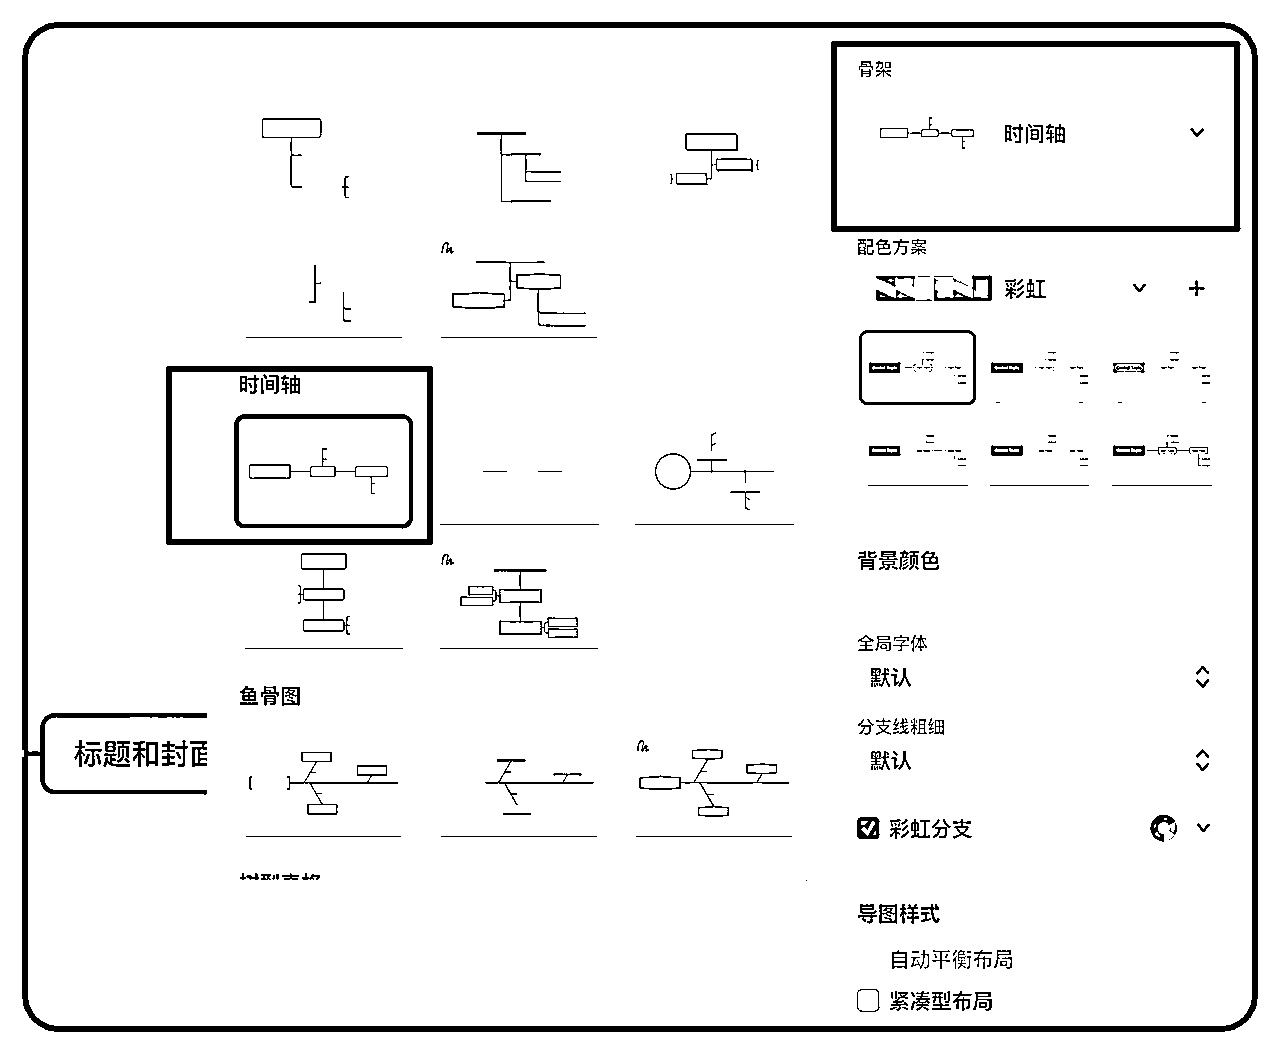 骨架
时间轴
配色方案
彩虹
时间轴
背景颜色
全局字体
默认
鱼骨图
分支线粗细
标题和封面
默认
彩虹分支
导图样式
自动平衡布局
紧凑型布局